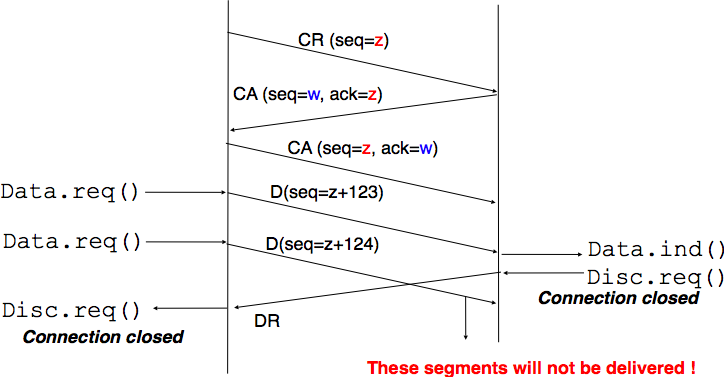 CR (seq=z)
CA (seq=w, ack=z)
CA (seq=z, ack=w)
Data.req()
D(seq=z+123)
Data.req()
D(seq=z+124)
Data.ind()
Disc.req()
Connection closed
Disc.req()
DR
Connection closed
These segments will not be delivered !